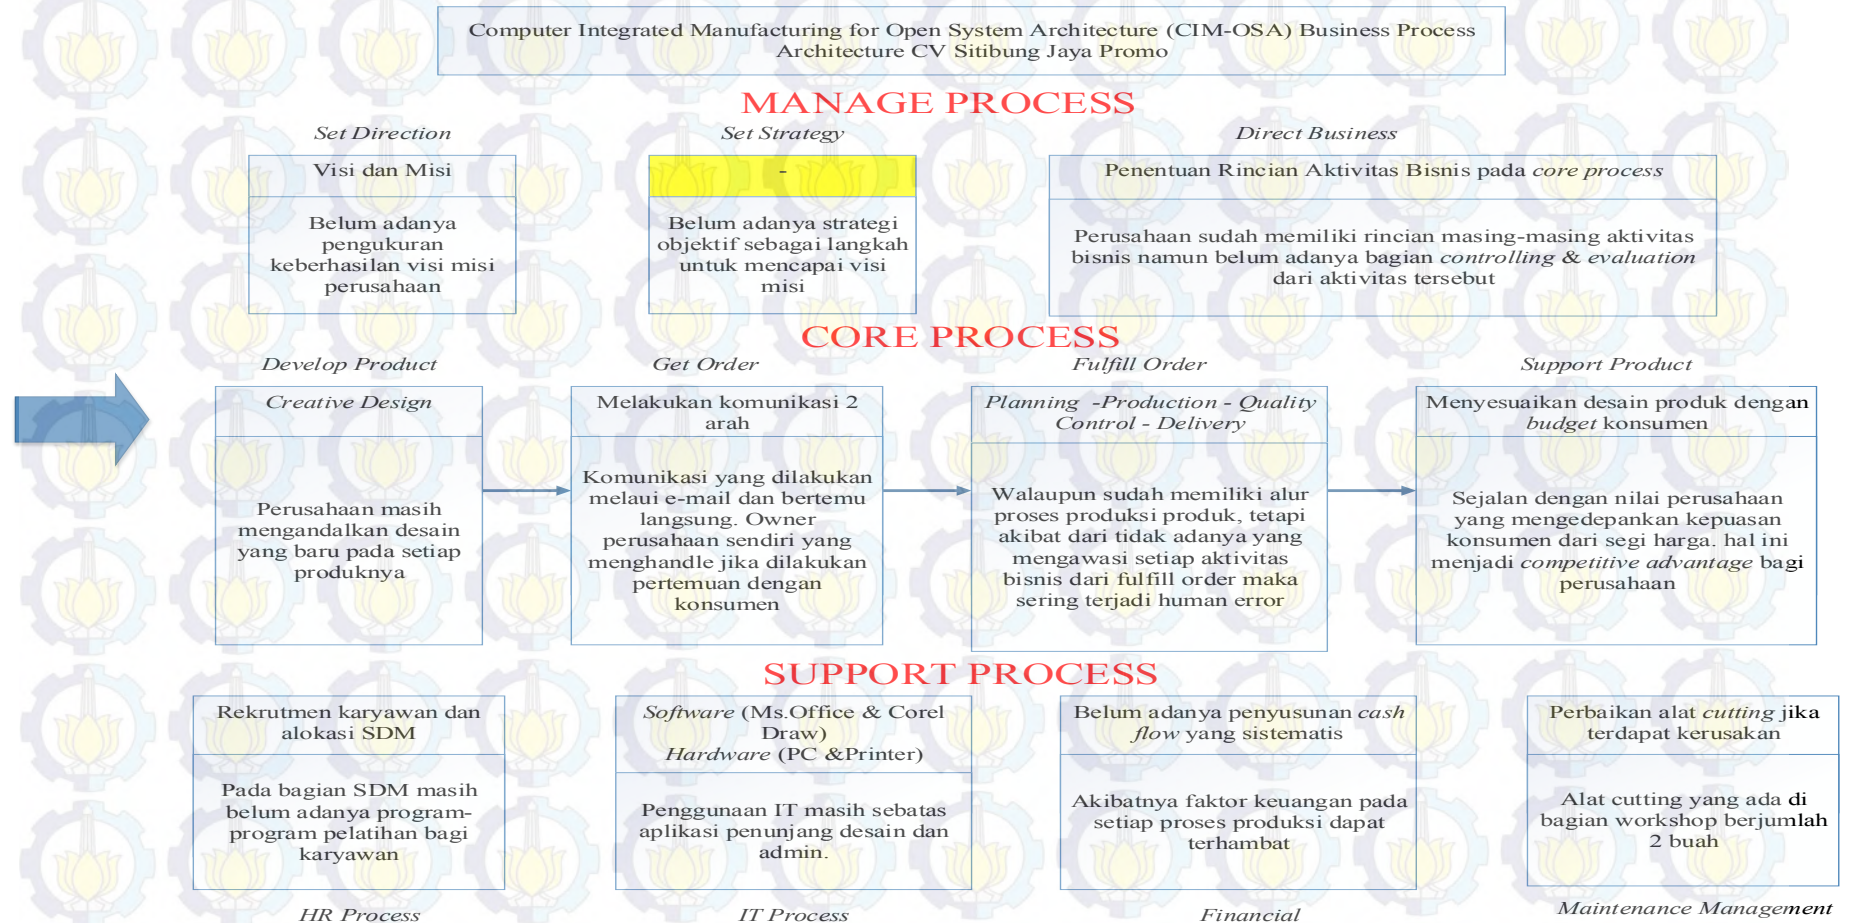 Computer Integrated Manufacturing for Open System Architecture (CIM-OSA) Business Process
Architecture CV Sitibung Jaya Promo
MANAGE PROCESS
Set Direction
Visi dan Misi
Belum adanya
pengukuran
keberhasilan visi misi
perusahaan
Set Strategy
-
Belum adanya strategi
objektif sebagai langkah
untuk mencapai visi
misi
Direct Business
Penentuan Rincian Aktivitas Bisnis pada core process
Perusahaan sudah memiliki rincian masing-masing aktivitas
bisnis namun belum adanya bagian controlling & evaluation
dari aktivitas tersebut
CORE PROCESS
Develop Product
Creative Design
Perusahaan masih
mengandalkan desain
yang baru pada setiap
produknya
Get Order
Melakukan komunikasi 2
arah
Komunikasi yang dilakukan
melaui e-mail dan bertemu
langsung. Owner
perusahaan sendiri yang
menghandle jika dilakukan
pertemuan dengan
konsumen
Fulfill Order
Planning -Production - Quality
Control - Delivery
Walaupun sudah memiliki alur
proses produksi produk, tetapi
akibat dari tidak adanya yang
mengawasi setiap aktivitas
bisnis dari fulfill order maka
sering terjadi human error
Support Product
Menyesuaikan desain produk dengan
budget konsumen
Sejalan dengan nilai perusahaan
yang mengedepankan kepuasan
konsumen dari segi harga. hal ini
menjadi competitive advantage bagi
perusahaan
SUPPORT PROCESS
Rekrutmen karyawan dan
alokasi SDM
Pada bagian SDM masih
belum adanya program-
program pelatihan bagi
karyawan
HR Process
Software (Ms.Office & Corel
Draw)
Hardware (PC &Printer)
Penggunaan IT masih sebatas
aplikasi penunjang desain dan
admin.
IT Process
Belum adanya penyusunan cash
flow yang sistematis
Akibatnya faktor keuangan pada
setiap proses produksi dapat
terhambat
Financial
Perbaikan alat cutting jika
terdapat kerusakan
Alat cutting yang ada di
bagian workshop berjumlah
2 buah
Maintenance Management